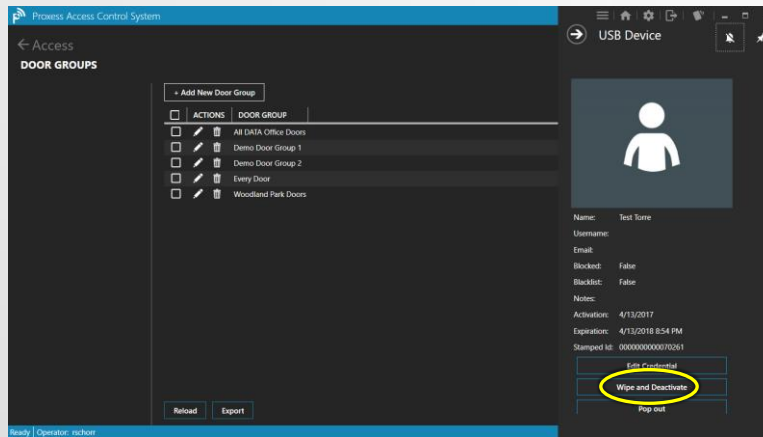 Proxess Access Control System
Access
DOOR GROUPS
+ Add New Door Group
ACTIONS DOOR GROUP
All DATA Office Doors
Demo Door Group 1
Demo Door Group 2
Every Door
Woodland Park Doors
Reload Export
Ready Operator: rschorr
USB Device
Name: Test Torre
Username:
Email:
Blocked: False
Blacklist: False
Notes:
Activation: 4/13/2017
Expiration: 4/13/2018 8:54 PM
Stamped Id: 0000000000070261
Edit Credential
Wipe and Deactivate
Pop out